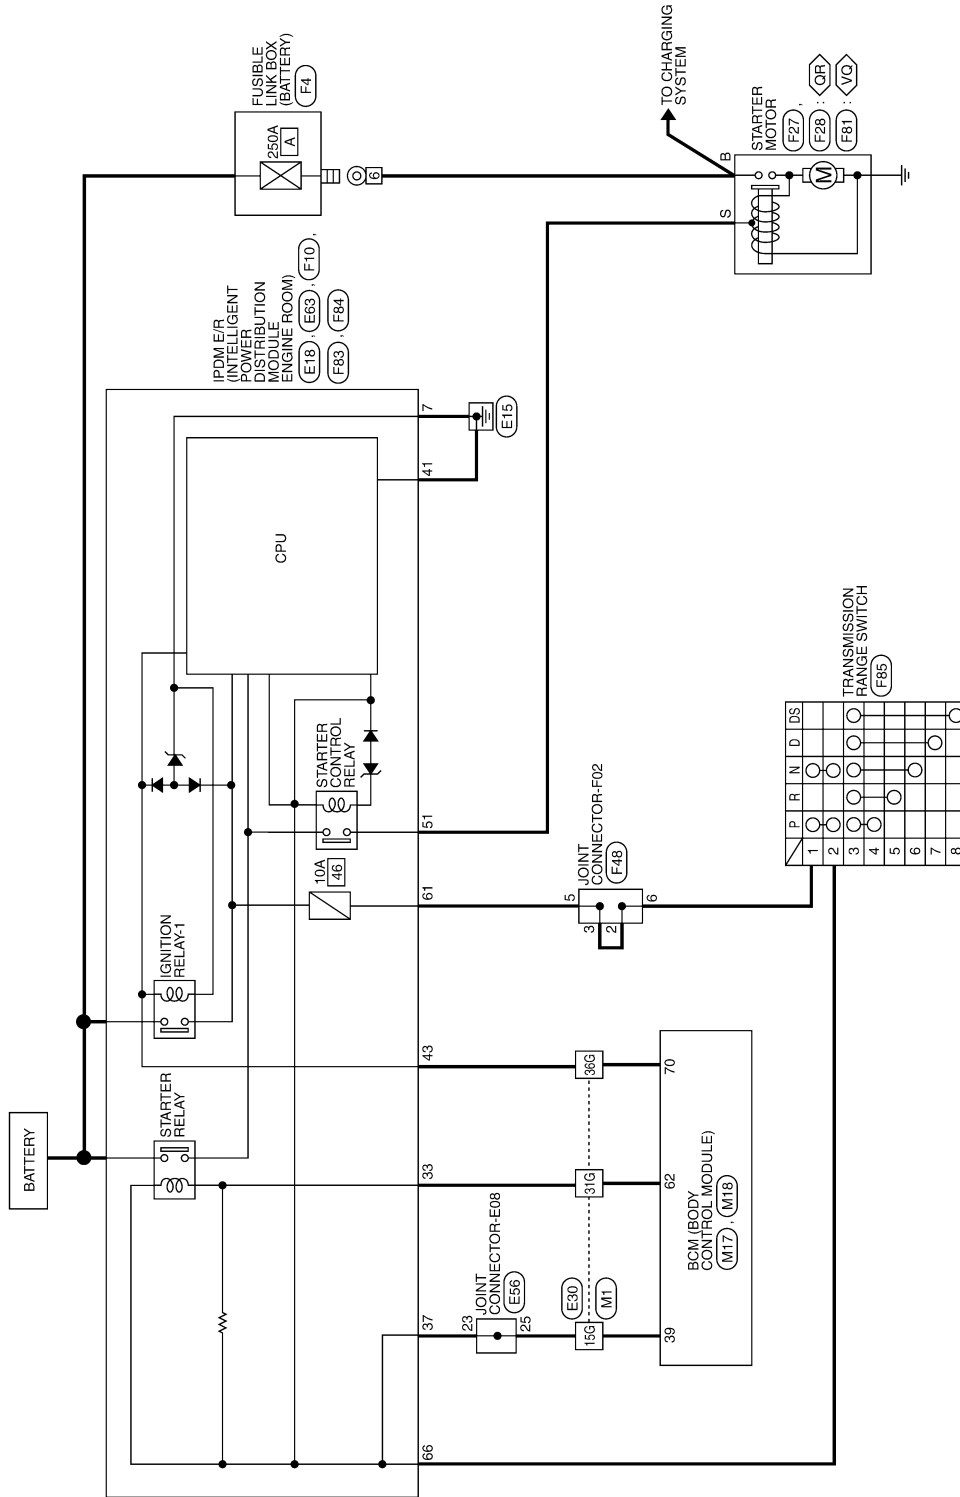 BATTERY
FUSIBLE
LINK BOX
(BATTERY)
F4
250A
A
6
TO CHARGING
SYSTEM
STARTER
MOTOR
F27 ,
F28 : QR
F81 : VQ
B
S
M
IPDM E/R
(INTELLIGENT
POWER
DISTRIBUTION
MODULE
ENGINE ROOM)
E18 , E63 , F10 ,
F83 , F84
STARTER
RELAY
IGNITION
RELAY-1
STARTER
CONTROL
RELAY
CPU
10A
46
66
37
33
43
61
51
41
7
E15
23
25
JOINT
CONNECTOR-E08
E56
E30
M1
15G
31G
36G
39
62
70
BCM (BODY
CONTROL MODULE)
M17 , M18
JOINT
CONNECTOR-F02
F48
5
3
2
6
TRANSMISSION
RANGE SWITCH
F85
P R N D DS
1
2
3
4
5
6
7
8